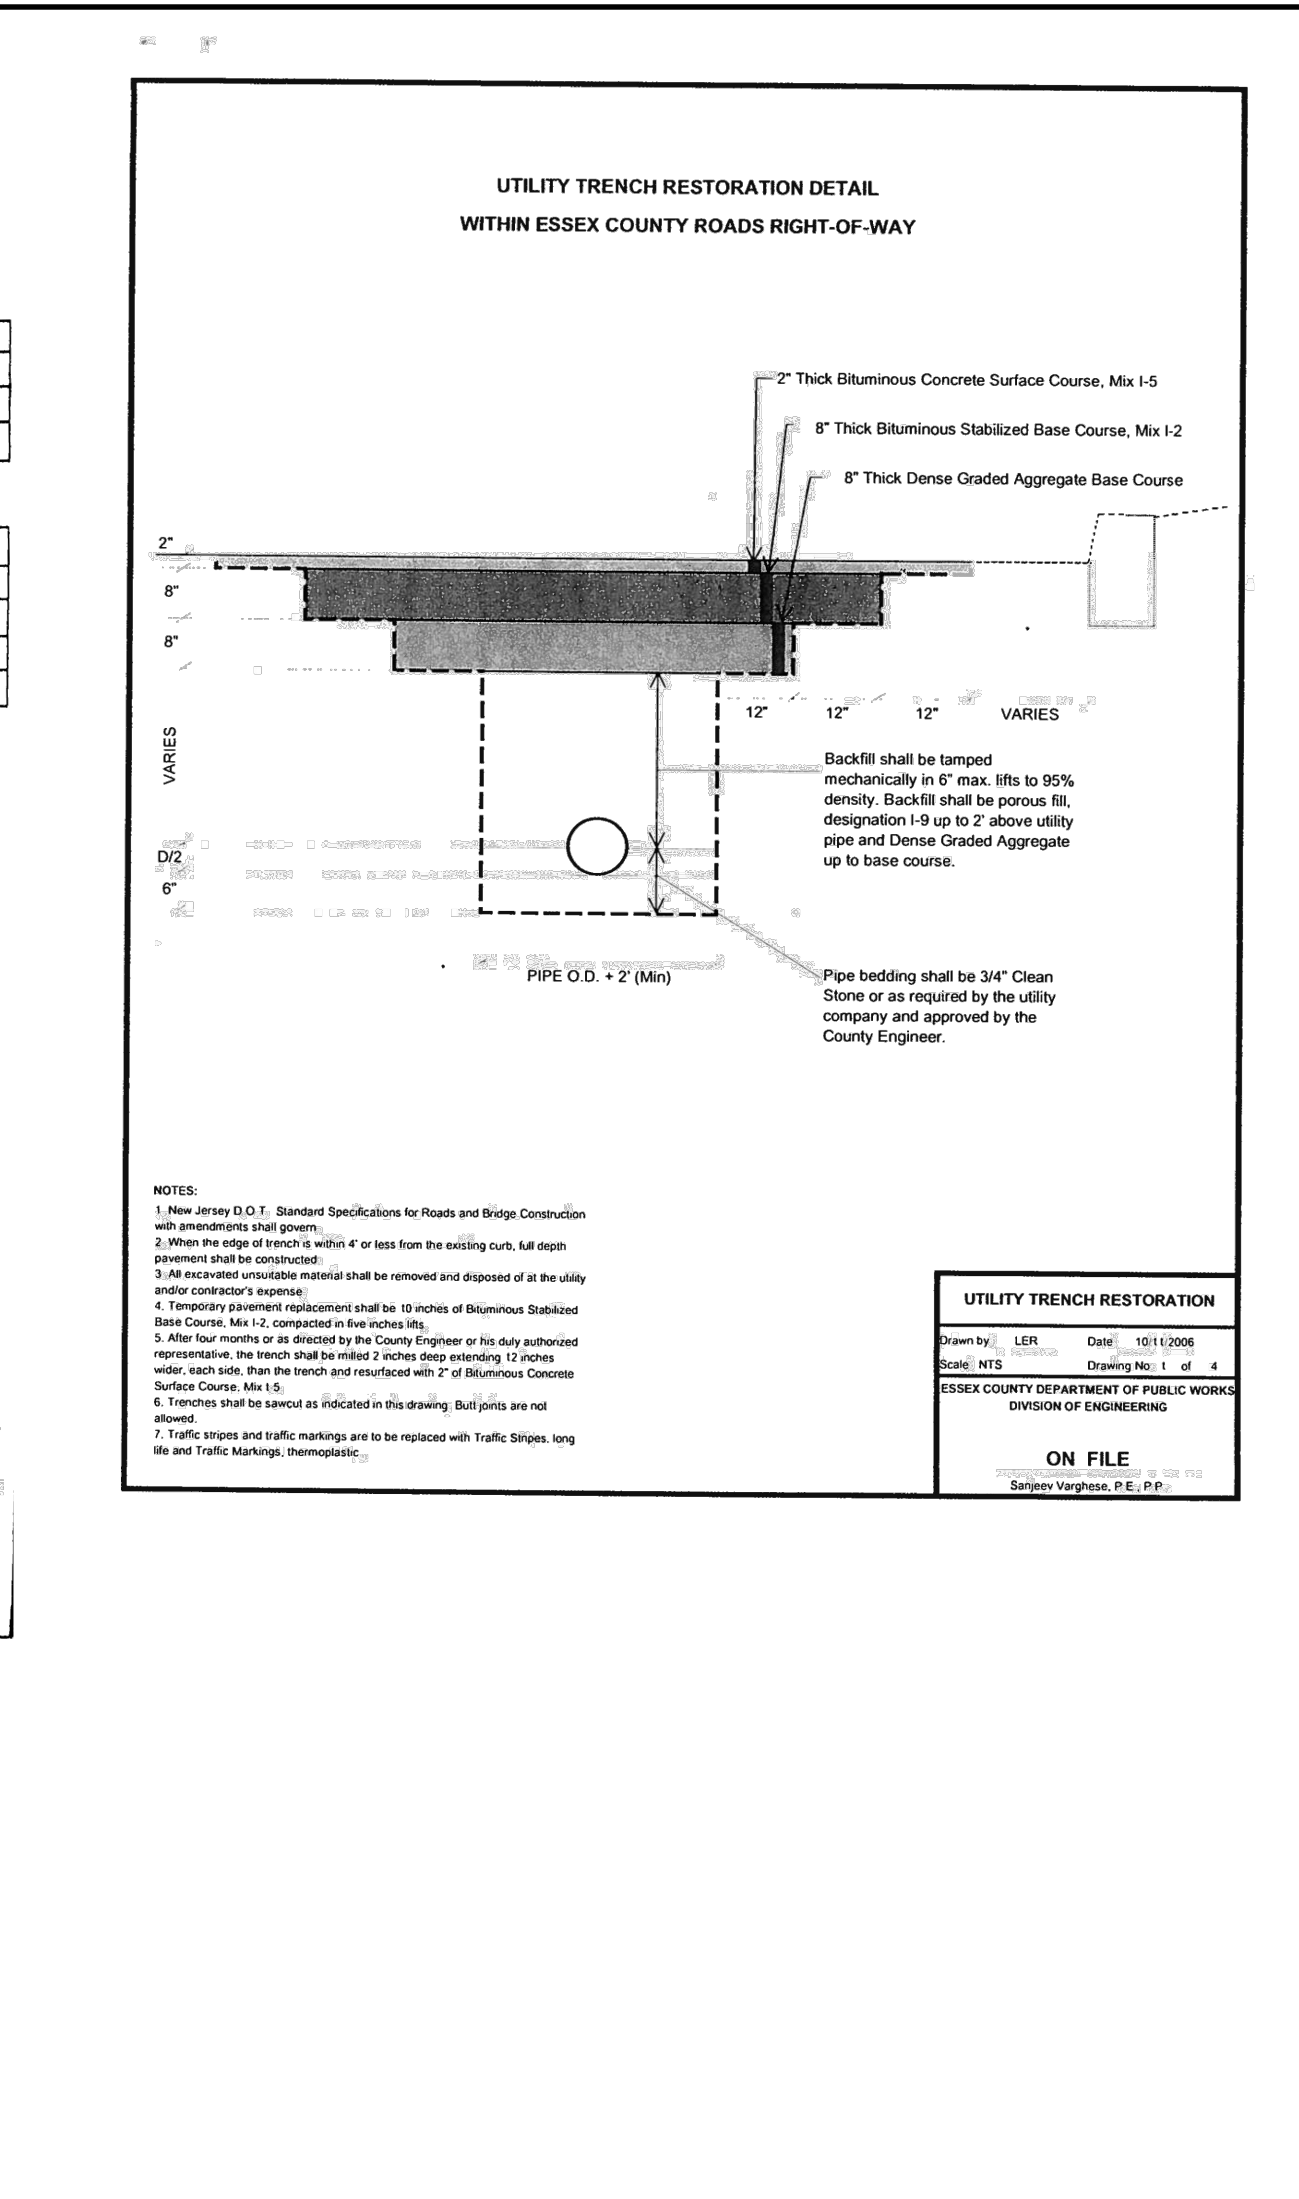 UTILITY TRENCH RESTORATION DETAIL
WITHIN ESSEX COUNTY ROADS RIGHT-OF-WAY
2" Thick Bituminous Concrete Surface Course, Mix I-5
8" Thick Bituminous Stabilized Base Course, Mix I-2
8" Thick Dense Graded Aggregate Base Course
2"
8"
8"
VARIES
D/2
6"
12"
12"
12"
VARIES
Backfill shall be tamped
mechanically in 6" max. lifts to 95%
density. Backfill shall be porous fill,
designation I-9 up to 2' above utility
pipe and Dense Graded Aggregate
up to base course.
PIPE O.D. + 2' (Min)
Pipe bedding shall be 3/4" Clean
Stone or as required by the utility
company and approved by the
County Engineer.
NOTES:
1 New Jersey D.O.T. Standard Specifications for Roads and Bridge Construction
with amendments shall govern
2 When the edge of trench is within 4' or less from the existing curb, full depth
pavement shall be constructed
3 All excavated unsuitable material shall be removed and disposed of at the utility
and/or contractor's expense
4. Temporary pavement replacement shall be 10 inches of Bituminous Stabilized
Base Course, Mix I-2, compacted in five inches lifts
5. After four months or as directed by the County Engineer or his duly authorized
representative, the trench shall be milled 2 inches deep extending 12 inches
wider, each side, than the trench and resurfaced with 2" of Bituminous Concrete
Surface Course, Mix I-5
6. Trenches shall be sawcut as indicated in this drawing. Butt joints are not
allowed.
7. Traffic stripes and traffic markings are to be replaced with Traffic Stripes, long
life and Traffic Markings, thermoplastic
UTILITY TRENCH RESTORATION
Drawn by LER Date 10/11/2006
Scale NTS Drawing No 1 of 4
ESSEX COUNTY DEPARTMENT OF PUBLIC WORKS
DIVISION OF ENGINEERING
ON FILE
Sanjeev Varghese, P.E., P.P.